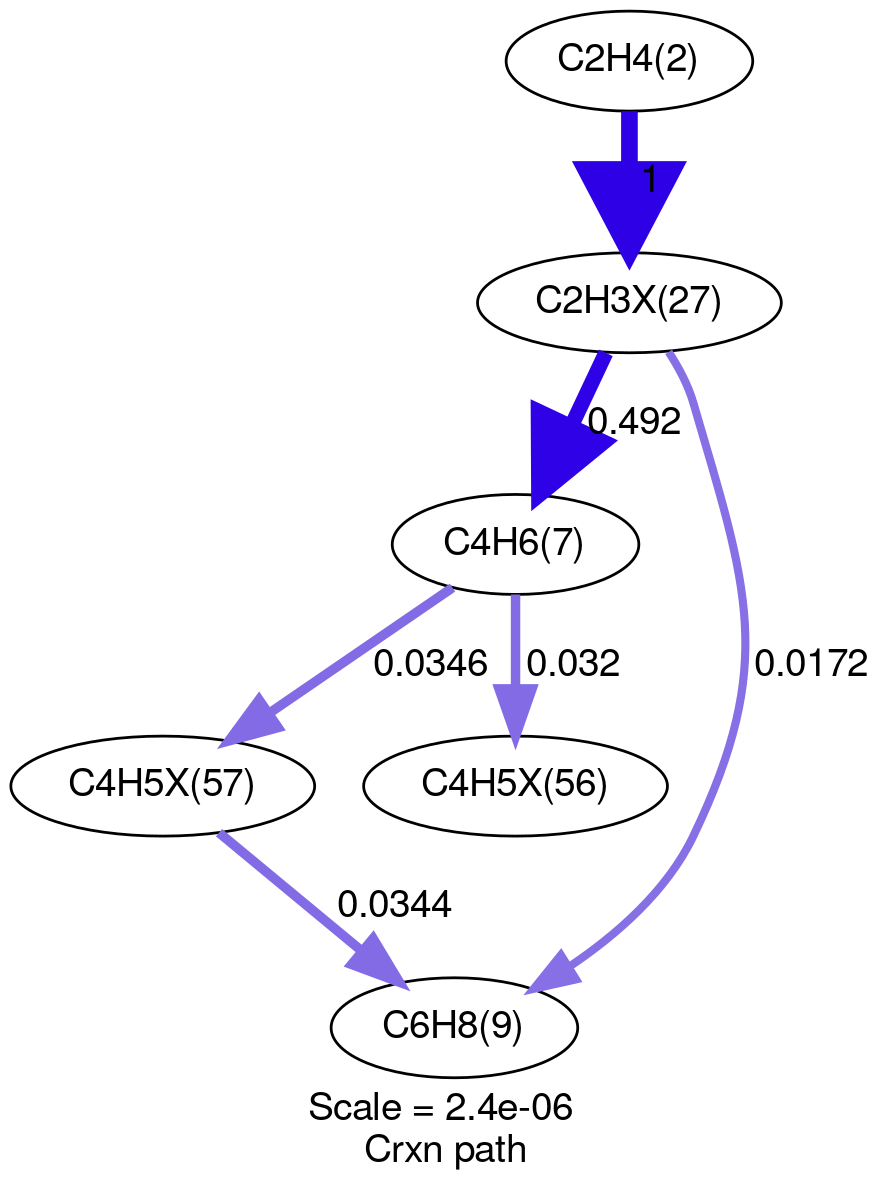 C2H4(2)
1
C2H3X(27)
0.492
C4H6(7)
0.0346
0.032
0.0172
C4H5X(57)
C4H5X(56)
0.0344
C6H8(9)
Scale = 2.4e-06
Crxn path